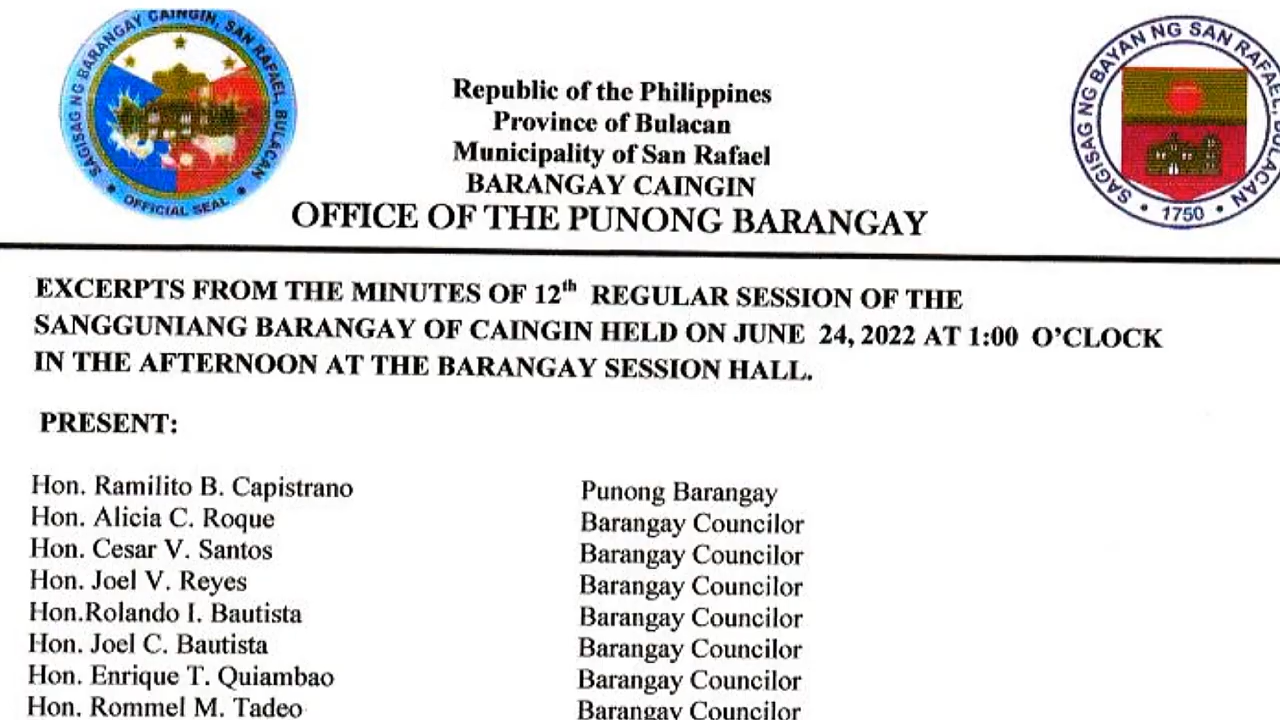 SAGISAG NG BARANGAY CAINGIN, SAN RAFAEL, BULACAN
OFFICIAL SEAL
SAGISAG NG BAYAN NG SAN RAFAEL, BULACAN
1750
Republic of the Philippines
Province of Bulacan
Municipality of San Rafael
BARANGAY CAINGIN
OFFICE OF THE PUNONG BARANGAY
EXCERPTS FROM THE MINUTES OF 12th REGULAR SESSION OF THE
SANGGUNIANG BARANGAY OF CAINGIN HELD ON JUNE 24, 2022 AT 1:00 O'CLOCK
IN THE AFTERNOON AT THE BARANGAY SESSION HALL.
PRESENT:
Hon. Ramilito B. Capistrano Punong Barangay
Hon. Alicia C. Roque Barangay Councilor
Hon. Cesar V. Santos Barangay Councilor
Hon. Joel V. Reyes Barangay Councilor
Hon.Rolando I. Bautista Barangay Councilor
Hon. Joel C. Bautista Barangay Councilor
Hon. Enrique T. Quiambao Barangay Councilor
Hon. Rommel M. Tadeo Barangay Councilor